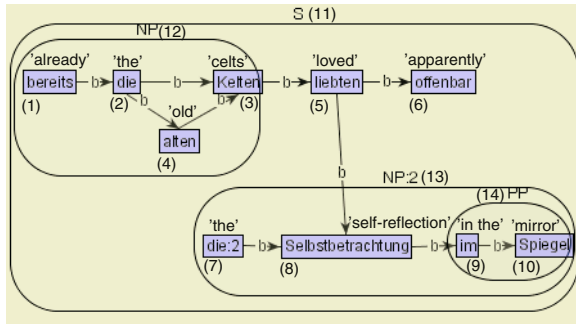 S (11)
NP(12)
'already' 'the' 'celts' 'loved' 'apparently'
bereits b die b Kelten b liebten b offenbar
(1) (2) b 'old' b (3) (5) (6)
alten
(4)
b
NP:2 (13)
(14) PP
'the' 'self-reflection' 'in the' 'mirror'
die:2 b Selbstbetrachtung b im b Spiegel
(7) (8) (9) (10)